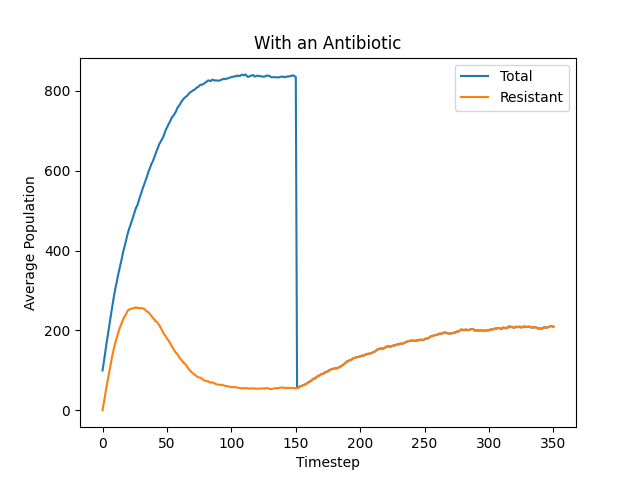 With an Antibiotic
Total
Resistant
Average Population
800
600
400
200
0
0 50 100 150 200 250 300 350
Timestep